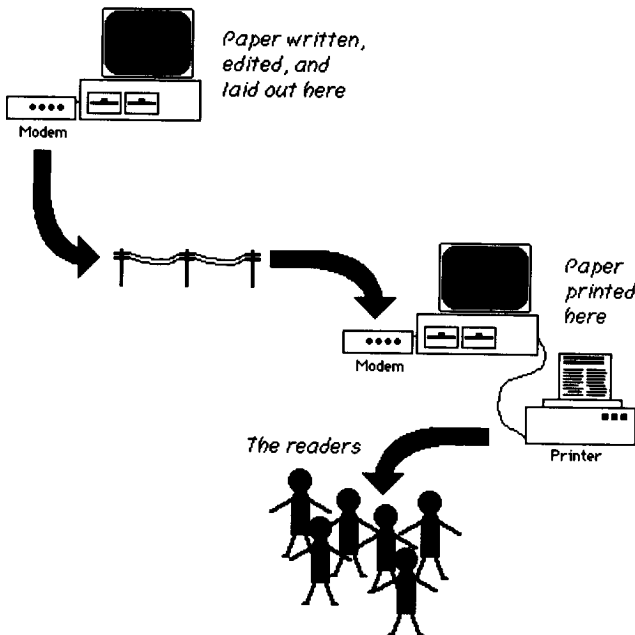 Paper written,
edited, and
laid out here
Modem
Paper
printed
here
Modem
Printer
The readers